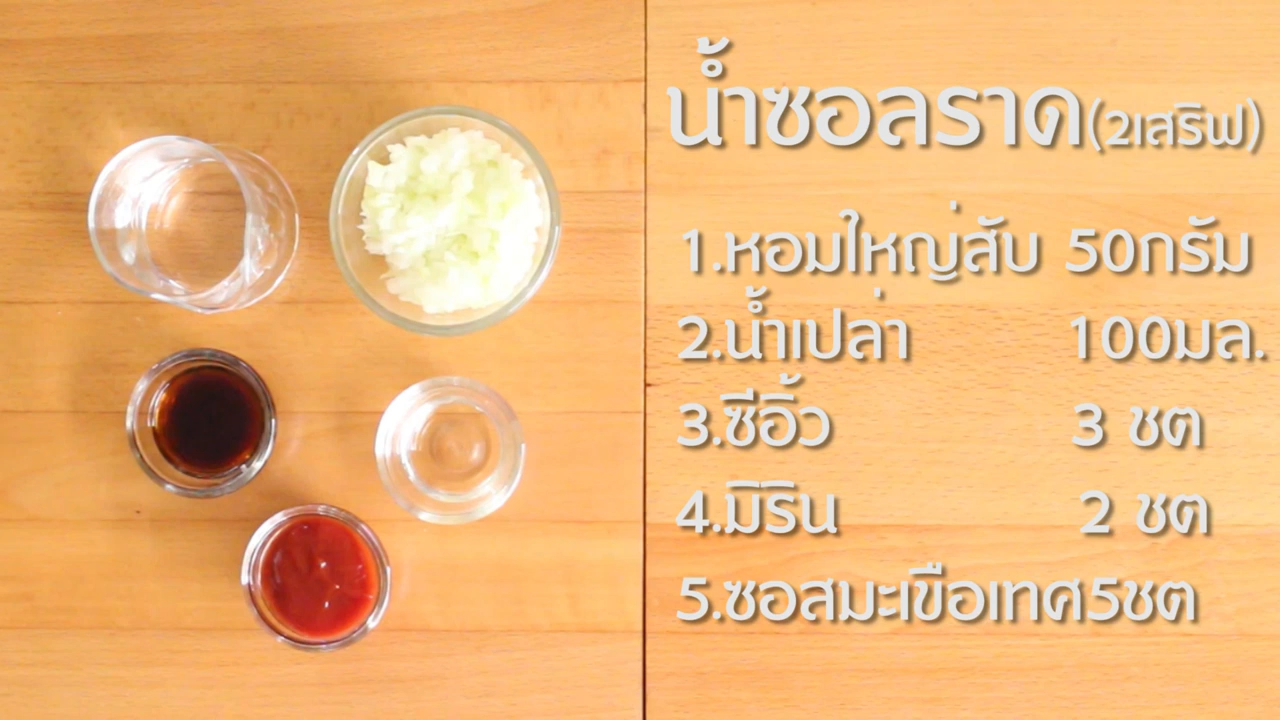 น้ำซอลราด(2เสริฟ)
1.หอมใหญ่สับ 50กรัม
2.น้ำเปล่า 100มล.
3.ซีอิ้ว 3 ชต
4.มิริน 2 ชต
5.ซอสมะเขือเทศ5ชต